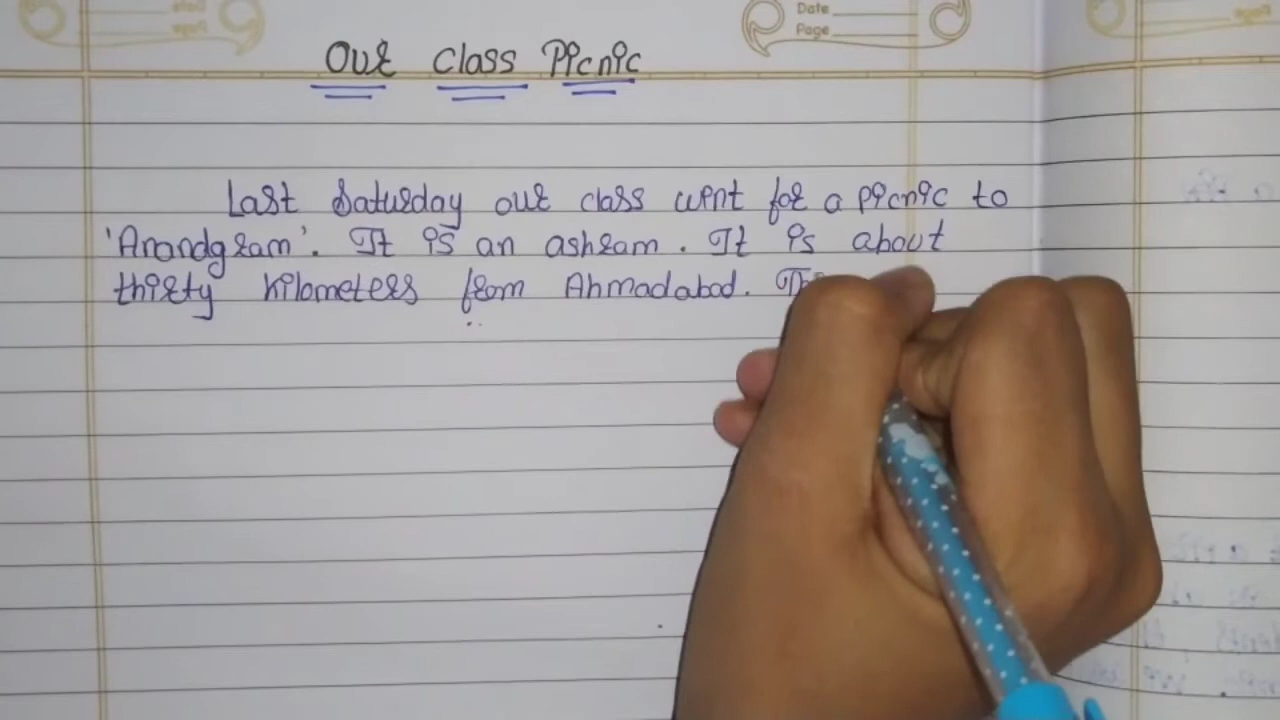 Date
Page
Our Class Picnic
Last Saturday our class went for a picnic to
'Anandgram'. It is an ashram. It is about
thirty kilometers from Ahmadabad.